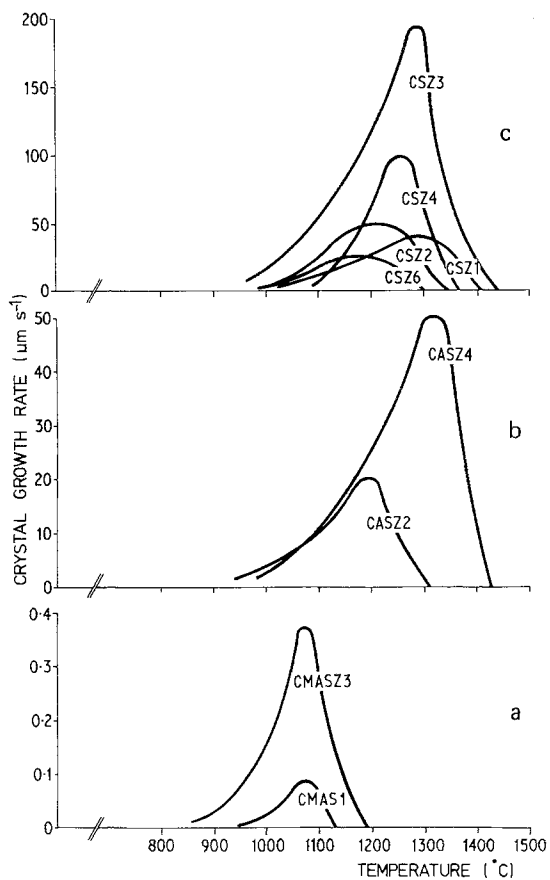 200
150
100
50
0
CSZ3
CSZ4
CSZ2
CSZ1
CSZ6
c
50
40
30
20
10
0
CASZ4
CASZ2
b
CRYSTAL GROWTH RATE (um s⁻¹)
0·4
0·3
0·2
0·1
0
CMASZ3
CMAS1
a
800 900 1000 1100 1200 1300 1400 1500
TEMPERATURE (°C)